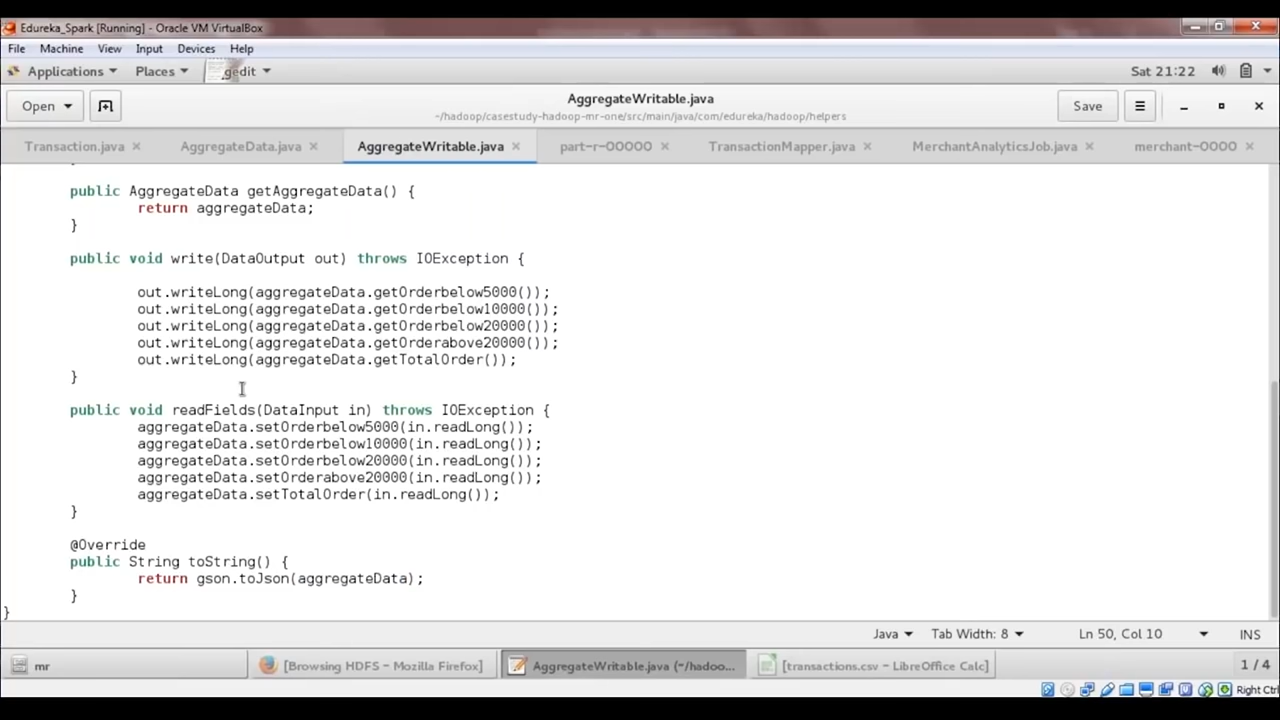 Edureka_Spark [Running] - Oracle VM VirtualBox
File Machine View Input Devices Help
Applications Places gedit Sat 21:22
Open AggregateWritable.java Save
~/hadoop/casestudy-hadoop-mr-one/src/main/java/com/edureka/hadoop/helpers
Transaction.java AggregateData.java AggregateWritable.java part-r-00000 TransactionMapper.java MerchantAnalyticsJob.java merchant-0000
public AggregateData getAggregateData() {
return aggregateData;
}
public void write(DataOutput out) throws IOException {
out.writeLong(aggregateData.getOrderbelow5000());
out.writeLong(aggregateData.getOrderbelow10000());
out.writeLong(aggregateData.getOrderbelow20000());
out.writeLong(aggregateData.getOrderabove20000());
out.writeLong(aggregateData.getTotalOrder());
}
public void readFields(DataInput in) throws IOException {
aggregateData.setOrderbelow5000(in.readLong());
aggregateData.setOrderbelow10000(in.readLong());
aggregateData.setOrderbelow20000(in.readLong());
aggregateData.setOrderabove20000(in.readLong());
aggregateData.setTotalOrder(in.readLong());
}
@Override
public String toString() {
return gson.toJson(aggregateData);
}
}
Java Tab Width: 8 Ln 50, Col 10 INS
mr [Browsing HDFS - Mozilla Firefox] AggregateWritable.java (~/hadoo... [transactions.csv - LibreOffice Calc] 1 / 4
Right Ctrl